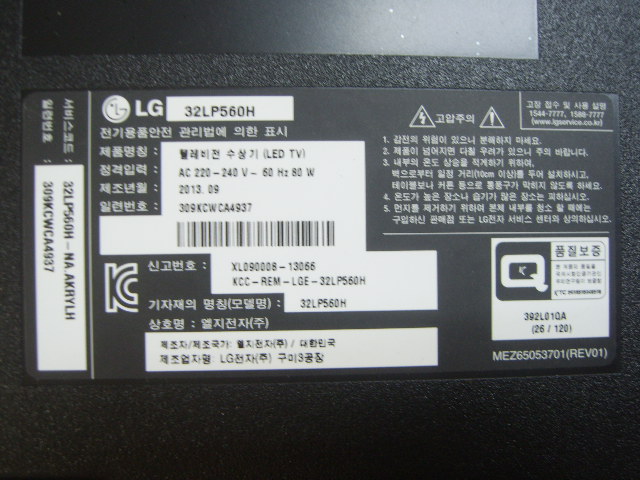 LG 32LP560H
전기용품안전 관리법에 의한 표시
제품명칭 : 텔레비전 수상기 (LED TV)
정격입력 : AC 220-240 V~ 60 Hz 80 W
제조년월 : 2013. 09
일련번호 : 309KCWCA4937
신고번호 : XL090008-13066
KCC-REM-LGE-32LP560H
기자재의 명칭(모델명) : 32LP560H
상호명 : 엘지전자(주)
제조자/제조국가: 엘지전자(주) / 대한민국
제조사업자명 LG전자(주) 구미3공장
고압주의
고장 접수 및 사용 설명
1544-7777, 1588-7777
(www.lgservice.co.kr)
1. 감전의 위험이 있으니 분해하지 마세요.
2. 제품이 넘어지면 다칠 우려가 있으니 주의 바랍니다.
3. 내부의 온도 상승을 적게하기 위하여,
벽으로부터 일정 거리(10cm 이상)를 두어 설치하세요.
테이블보나 커튼 등으로 통풍구가 막히지 않도록 하세요.
4. 온도가 높은 장소나 습기가 많은 장소는 피하십시오.
5. 먼지를 제거하기 위하여 본체 내부를 청소 할 때에는
구입하신 판매점 또는 LG전자 서비스 센터와 상의하십시오.
Q 품질보증
392L01QA
(26 / 120)
MEZ65053701(REV01)
서비스코드 : 32LP560H-NA.AKRYLH
일련번호 : 309KCWCA4937